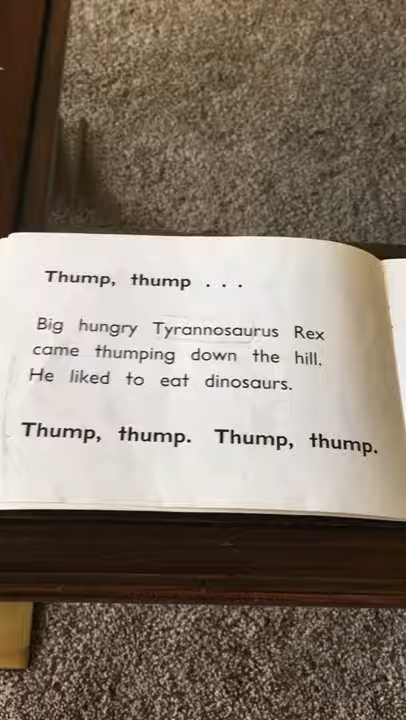 Thump, thump . . .
Big hungry Tyrannosaurus Rex
came thumping down the hill.
He liked to eat dinosaurs.
Thump, thump. Thump, thump.